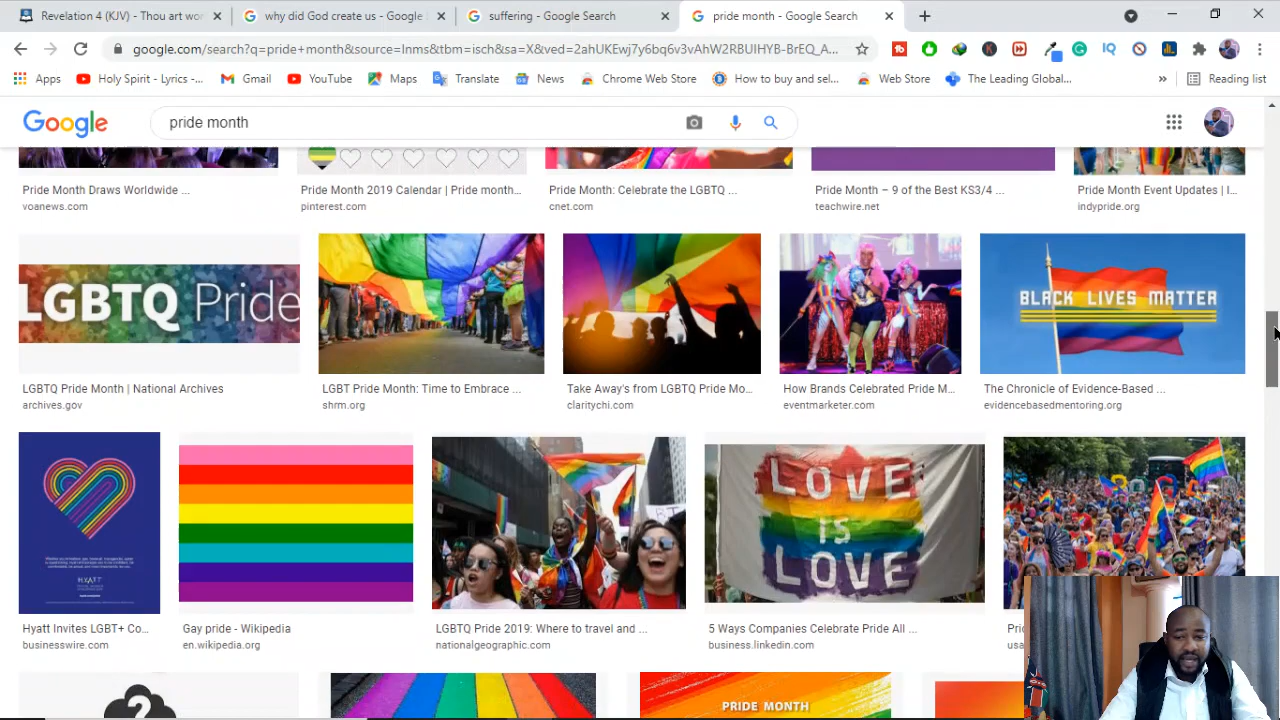 Revelation 4 (KJV) - Thou art wo
why did God create us - Google
suffering - Google Search
pride month - Google Search
google.com/search?q=pride+month&source=lnms&tbm=isch&sa=X&ved=2ahUKEwj7y6bq6v3vAhW2RBUIHYB-BrEQ_A...
Apps
Holy Spirit - Lyrics -...
Gmail
YouTube
Maps
Translate
News
Chrome Web Store
How to buy and sel...
Web Store
The Leading Global...
»
Reading list
Google
pride month
Pride Month Draws Worldwide ...
Pride Month 2019 Calendar | Pride month...
Pride Month: Celebrate the LGBTQ ...
Pride Month – 9 of the Best KS3/4 ...
Pride Month Event Updates | I...
voanews.com
pinterest.com
cnet.com
teachwire.net
indypride.org
LGBTQ Pride
BLACK LIVES MATTER
LGBTQ Pride Month | National Archives
LGBT Pride Month: Time to Embrace ...
Take Away's from LGBTQ Pride Mo...
How Brands Celebrated Pride M...
The Chronicle of Evidence-Based ...
archives.gov
shrm.org
claritychi.com
eventmarketer.com
evidencebasedmentoring.org
HYATT
LOVE
is
LOVE
Hyatt Invites LGBT+ Co...
Gay pride - Wikipedia
LGBTQ Pride 2019: Where to travel and ...
5 Ways Companies Celebrate Pride All ...
businesswire.com
en.wikipedia.org
nationalgeographic.com
business.linkedin.com
?
PRIDE MONTH